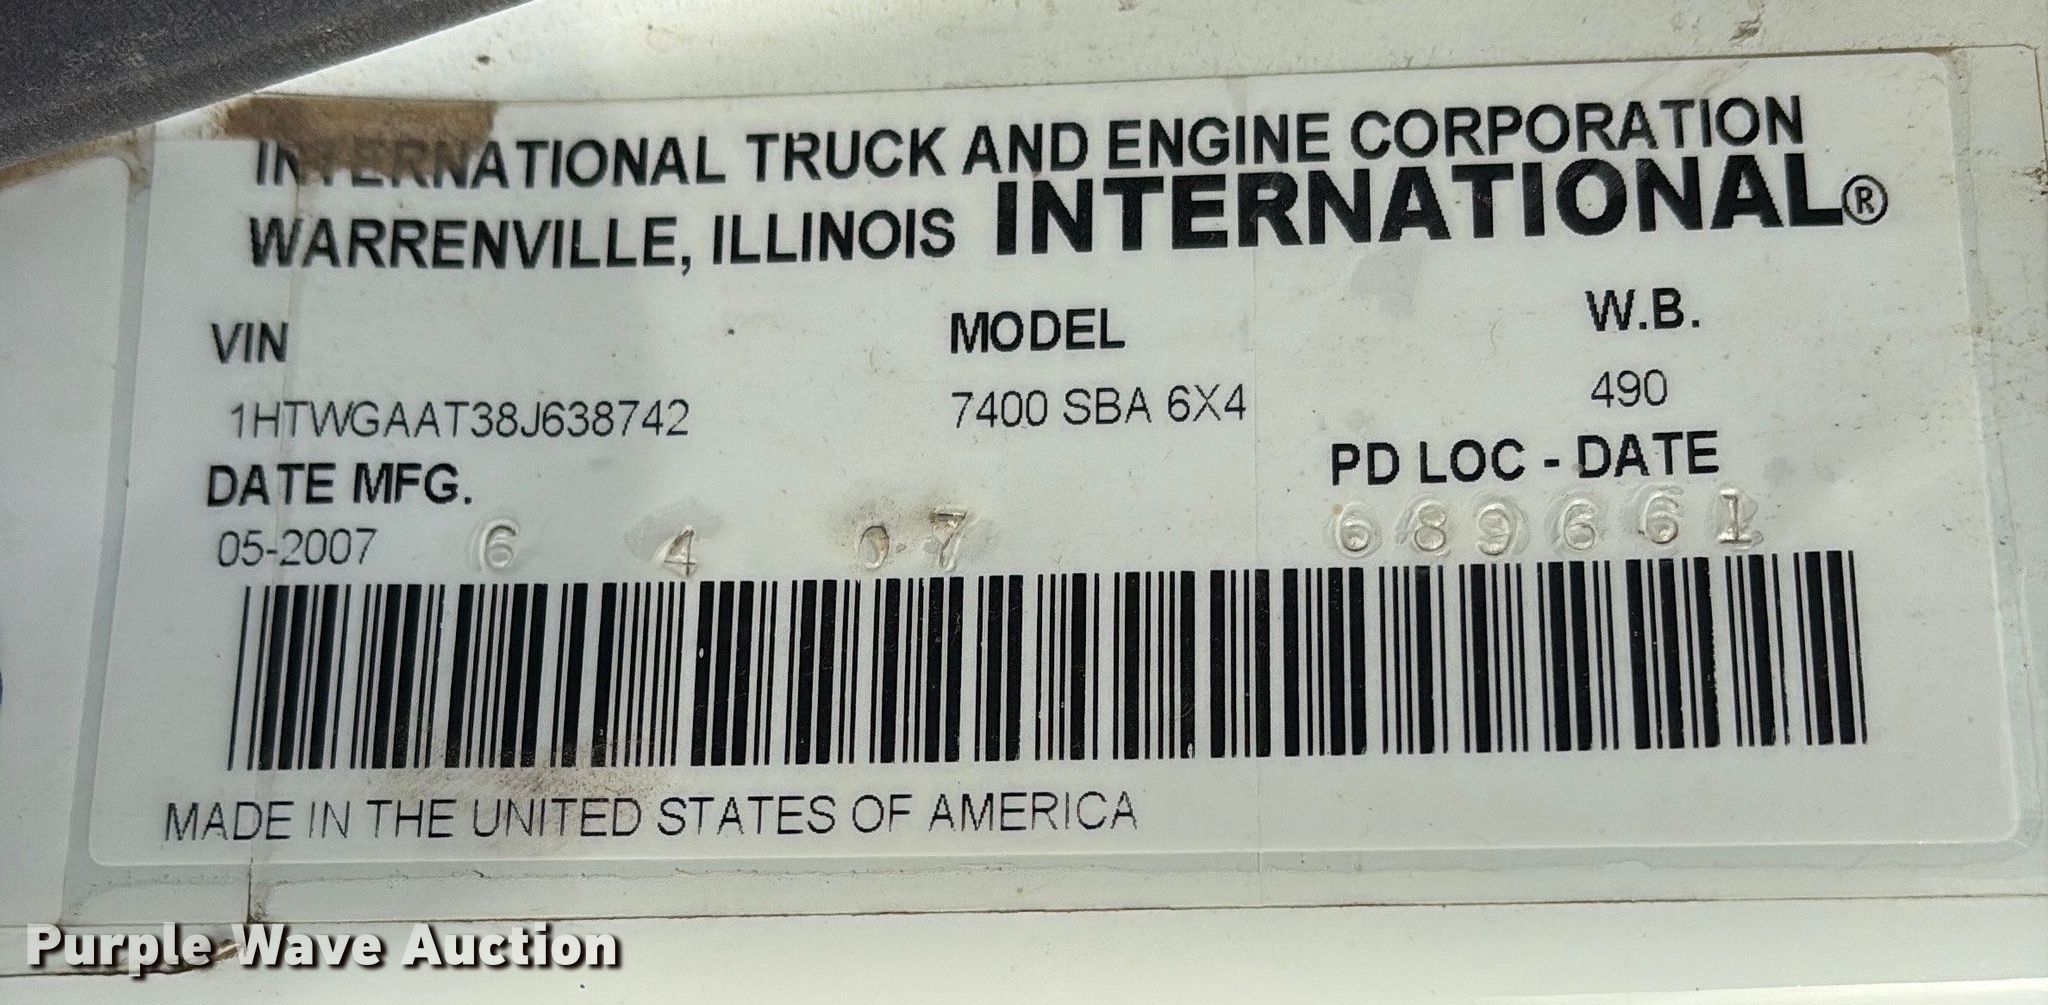 INTERNATIONAL TRUCK AND ENGINE CORPORATION
WARRENVILLE, ILLINOIS INTERNATIONAL®
VIN MODEL W.B.
1HTWGAAT38J638742 7400 SBA 6X4 490
DATE MFG. PD LOC - DATE
05-2007 6 4 07 689661
MADE IN THE UNITED STATES OF AMERICA
Purple Wave Auction